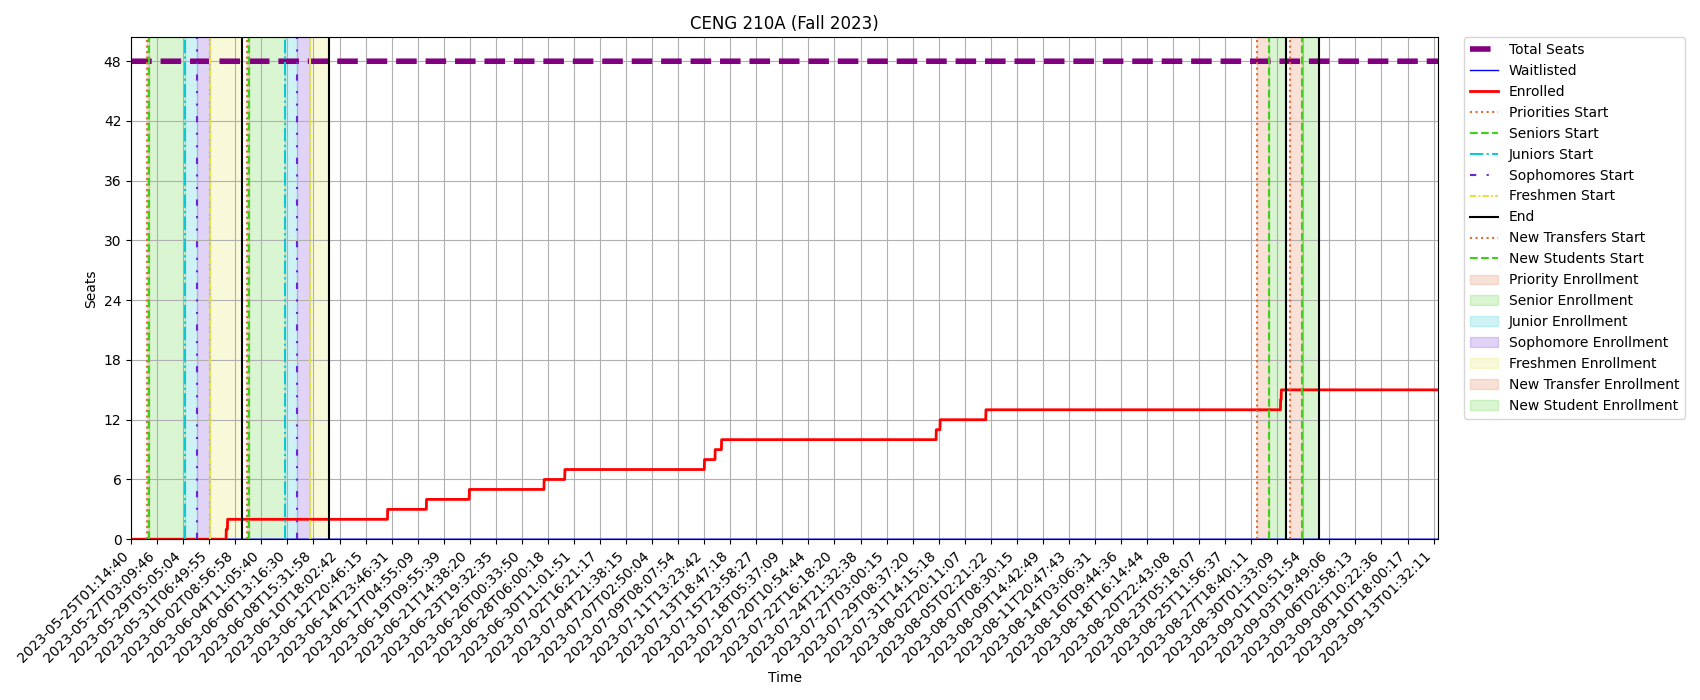 CENG 210A (Fall 2023)
Seats
48
42
36
30
24
18
12
6
0
2023-05-25T01:14:40
2023-05-27T03:09:46
2023-05-29T05:05:04
2023-05-31T06:49:55
2023-06-02T08:56:58
2023-06-04T11:05:40
2023-06-06T13:16:30
2023-06-08T15:31:58
2023-06-10T18:02:42
2023-06-12T20:46:15
2023-06-14T23:46:31
2023-06-17T04:55:09
2023-06-19T09:55:39
2023-06-21T14:38:20
2023-06-23T19:32:35
2023-06-26T00:33:50
2023-06-28T06:00:18
2023-06-30T11:01:51
2023-07-02T16:21:17
2023-07-04T21:38:15
2023-07-07T02:50:04
2023-07-09T08:07:54
2023-07-11T13:23:42
2023-07-13T18:47:18
2023-07-15T23:58:27
2023-07-18T05:37:09
2023-07-20T10:54:44
2023-07-22T16:18:20
2023-07-24T21:32:38
2023-07-27T03:00:15
2023-07-29T08:37:20
2023-07-31T14:15:18
2023-08-02T20:11:07
2023-08-05T02:21:22
2023-08-07T08:30:15
2023-08-09T14:42:49
2023-08-11T20:47:43
2023-08-14T03:06:31
2023-08-16T09:44:36
2023-08-18T16:14:44
2023-08-20T22:43:08
2023-08-23T05:18:07
2023-08-25T11:56:37
2023-08-27T18:40:11
2023-08-30T01:33:09
2023-09-01T10:51:54
2023-09-03T19:49:06
2023-09-06T02:58:13
2023-09-08T10:22:36
2023-09-10T18:00:17
2023-09-13T01:32:11
Time
Total Seats
Waitlisted
Enrolled
Priorities Start
Seniors Start
Juniors Start
Sophomores Start
Freshmen Start
End
New Transfers Start
New Students Start
Priority Enrollment
Senior Enrollment
Junior Enrollment
Sophomore Enrollment
Freshmen Enrollment
New Transfer Enrollment
New Student Enrollment